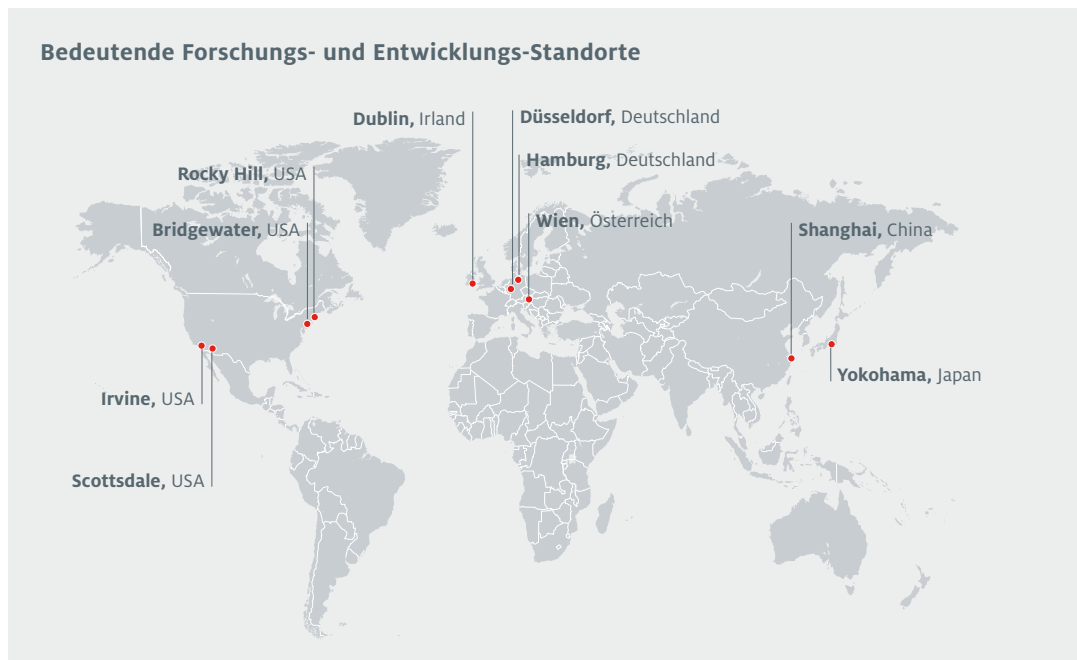 Bedeutende Forschungs- und Entwicklungs-Standorte
Dublin, Irland
Düsseldorf, Deutschland
Hamburg, Deutschland
Rocky Hill, USA
Wien, Österreich
Bridgewater, USA
Shanghai, China
Yokohama, Japan
Irvine, USA
Scottsdale, USA